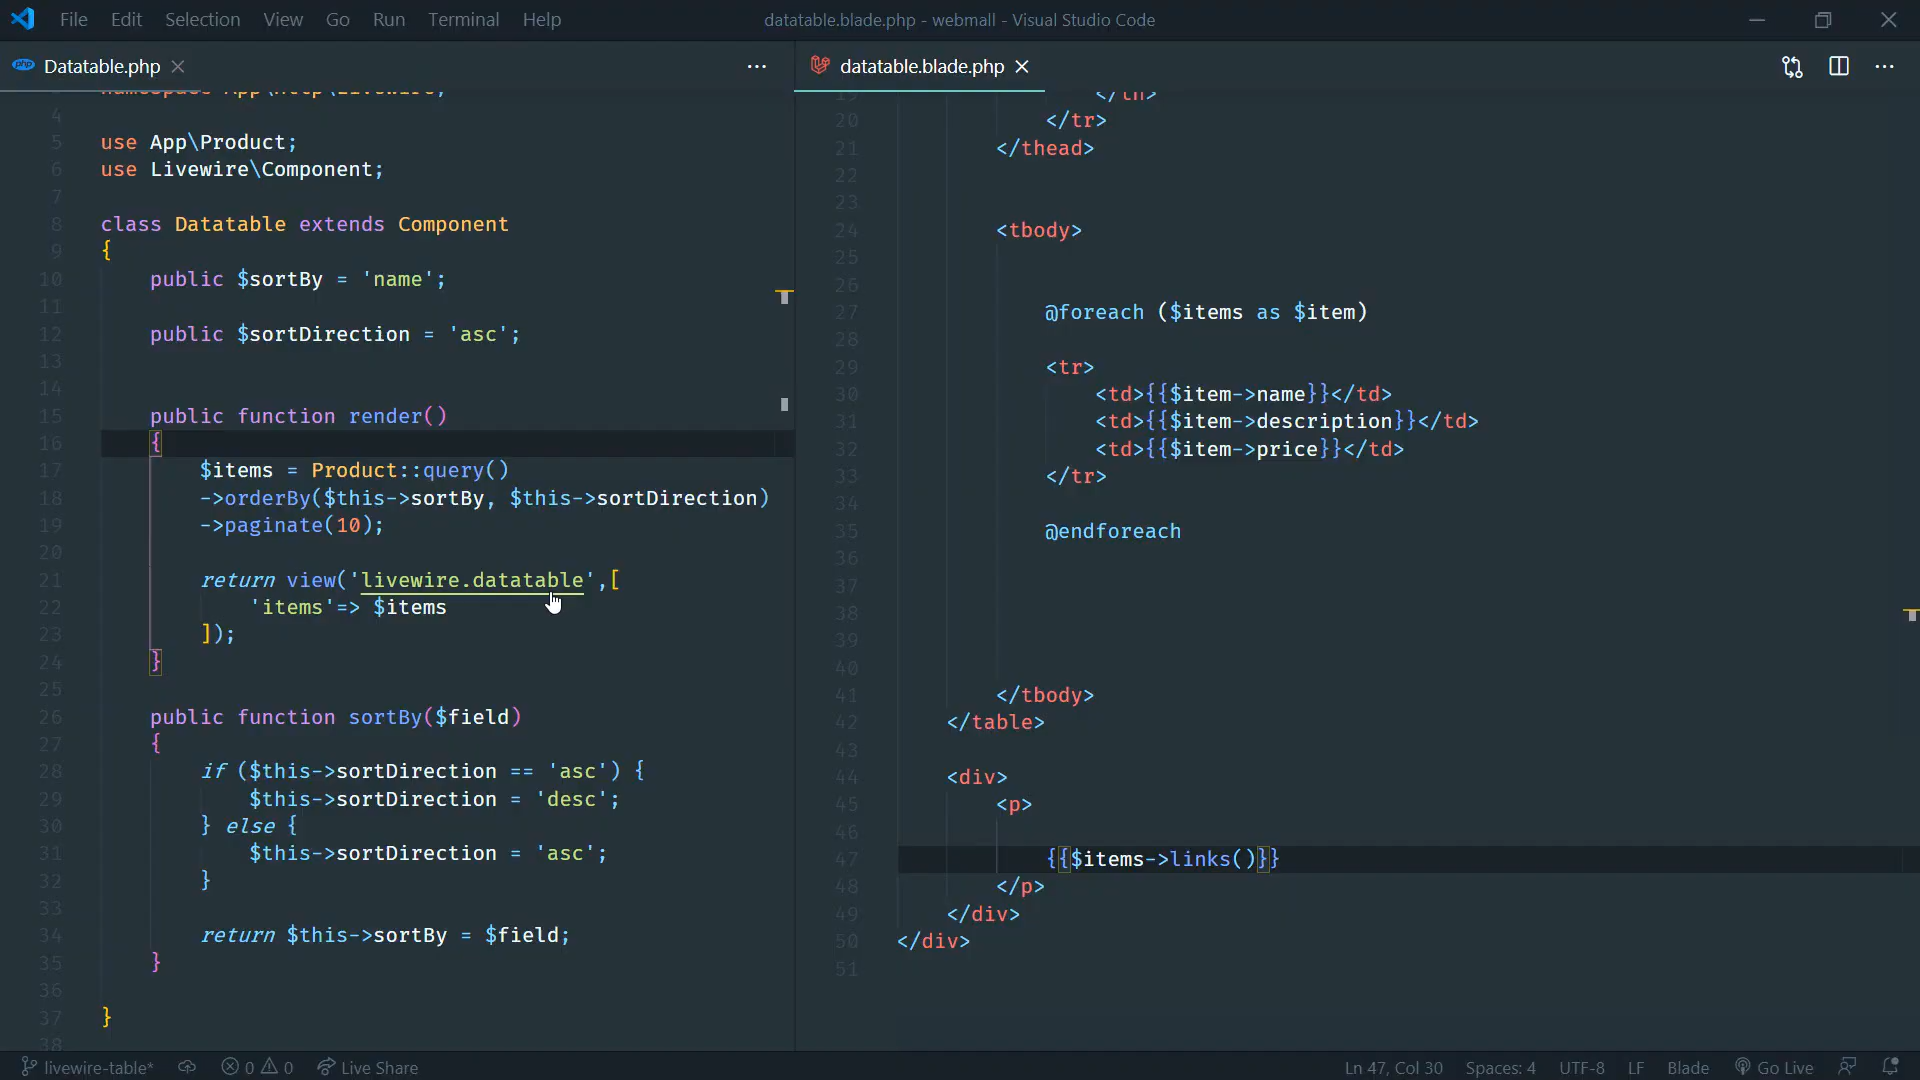 File Edit Selection View Go Run Terminal Help
datatable.blade.php - webmall - Visual Studio Code
php Datatable.php
namespace App\Http\Livewire;
4
5 use App\Product;
6 use Livewire\Component;
7
8 class Datatable extends Component
9 {
10 public $sortBy = 'name';
11
12 public $sortDirection = 'asc';
13
14
15 public function render()
16 {
17 $items = Product::query()
18 ->orderBy($this->sortBy, $this->sortDirection)
19 ->paginate(10);
20
21 return view('livewire.datatable',[
22 'items'=> $items
23 ]);
24 }
25
26 public function sortBy($field)
27 {
28 if ($this->sortDirection == 'asc') {
29 $this->sortDirection = 'desc';
30 } else {
31 $this->sortDirection = 'asc';
32 }
33
34 return $this->sortBy = $field;
35 }
36
37 }
38
datatable.blade.php
19 </th>
20 </tr>
21 </thead>
22
23
24 <tbody>
25
26
27 @foreach ($items as $item)
28
29 <tr>
30 <td>{{$item->name}}</td>
31 <td>{{$item->description}}</td>
32 <td>{{$item->price}}</td>
33 </tr>
34
35 @endforeach
36
37
38
39
40
41 </tbody>
42 </table>
43
44 <div>
45 <p>
46
47 {{$items->links()}}
48 </p>
49 </div>
50 </div>
51
livewire-table* 0 0 Live Share
Ln 47, Col 30 Spaces: 4 UTF-8 LF Blade Go Live